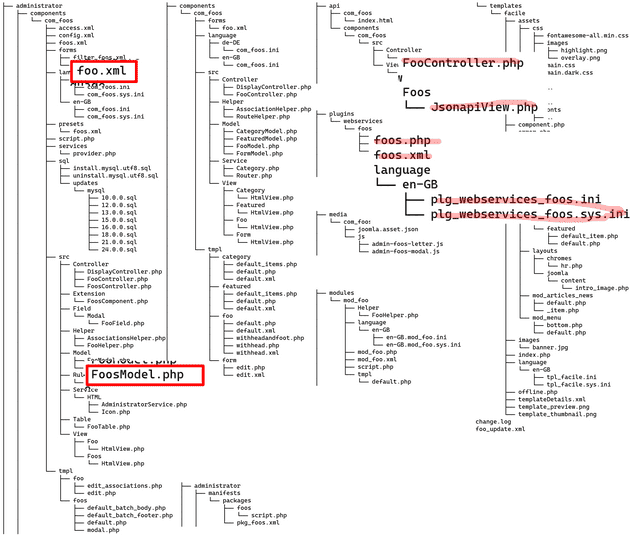 administrator
components
com_foos
access.xml
config.xml
foos.xml
forms
filter_foos.xml
foo.xml
com_foos.ini
com_foos.sys.ini
en-GB
com_foos.ini
com_foos.sys.ini
presets
foos.xml
script.php
services
provider.php
sql
install.mysql.utf8.sql
uninstall.mysql.utf8.sql
updates
mysql
10.0.0.sql
12.0.0.sql
13.0.0.sql
15.0.0.sql
16.0.0.sql
18.0.0.sql
21.0.0.sql
24.0.0.sql
src
Controller
DisplayController.php
FooController.php
FoosController.php
Extension
FoosComponent.php
Field
Modal
FooField.php
Helper
AssociationsHelper.php
FooHelper.php
Model
FoosModel.php
Service
HTML
AdministratorService.php
Icon.php
Table
FooTable.php
View
Foo
HtmlView.php
Foos
HtmlView.php
tmpl
foo
edit_associations.php
edit.php
foos
default_batch_body.php
default_batch_footer.php
default.php
modal.php
components
com_foos
forms
foo.xml
language
de-DE
com_foos.ini
en-GB
com_foos.ini
src
Controller
DisplayController.php
FooController.php
Helper
AssociationHelper.php
RouteHelper.php
Model
CategoryModel.php
FeaturedModel.php
FooModel.php
FormModel.php
Service
Category.php
Router.php
View
Category
HtmlView.php
Featured
HtmlView.php
Foo
HtmlView.php
Form
HtmlView.php
tmpl
category
default_items.php
default.php
default.xml
featured
default_items.php
default.php
default.xml
foo
default.php
default.xml
withheadandfoot.php
withhead.php
withhead.xml
form
edit.php
edit.xml
administrator
manifests
packages
foos
script.php
pkg_foos.xml
api
com_foos
index.html
components
com_foos
src
Controller
FooController.php
Foos
JsonapiView.php
plugins
webservices
foos
foos.php
foos.xml
language
en-GB
plg_webservices_foos.ini
plg_webservices_foos.sys.ini
media
com_foos
joomla.asset.json
js
admin-foos-letter.js
admin-foos-modal.js
modules
mod_foo
Helper
FooHelper.php
language
en-GB
en-GB.mod_foo.ini
en-GB.mod_foo.sys.ini
mod_foo.php
mod_foo.xml
script.php
tmpl
default.php
templates
facile
assets
css
fontawesome-all.min.css
images
highlight.png
overlay.png
main.css
main.dark.css
component.php
featured
default_item.php
default.php
layouts
chromes
hr.php
joomla
content
intro_image.php
mod_articles_news
default.php
_item.php
mod_menu
bottom.php
default.php
images
banner.jpg
index.php
language
en-GB
tpl_facile.ini
tpl_facile.sys.ini
offline.php
templateDetails.xml
template_preview.png
template_thumbnail.png
change.log
foo_update.xml